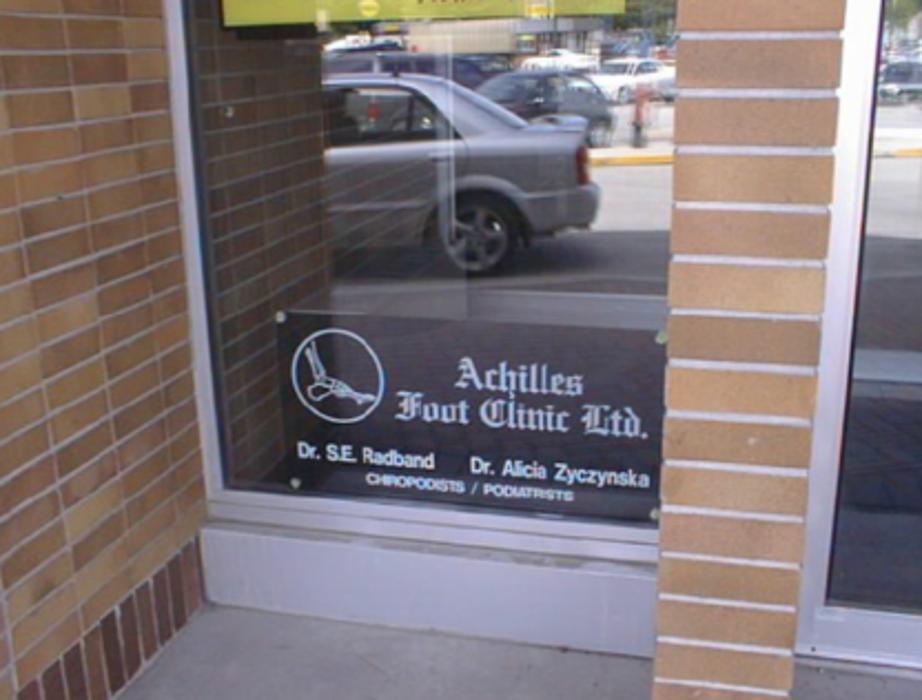 Achilles
Foot Clinic Ltd.
Dr. S.E. Radband Dr. Alicia Zyczynska
CHIROPODISTS / PODIATRISTS